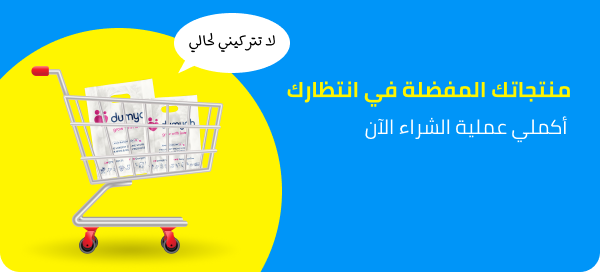 لا تتركيني لحالي
منتجاتك المفضلة في انتظارك
أكملي عملية الشراء الآن